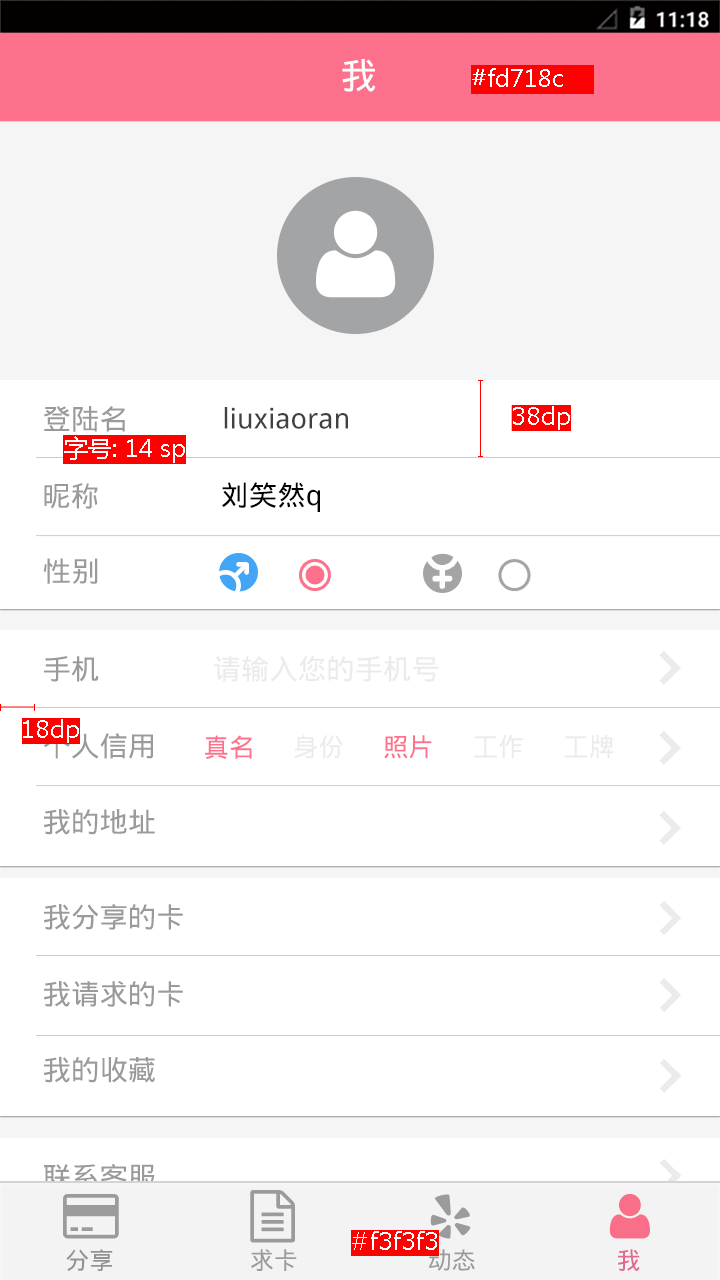 11:18
我 #fd718c
登陆名 liuxiaoran 38dp
字号: 14 sp
昵称 刘笑然q
性别
手机 请输入您的手机号
18dp
个人信用 真名 身份 照片 工作 工牌
我的地址
我分享的卡
我请求的卡
我的收藏
联系客服
#f3f3f3
分享 求卡 动态 我